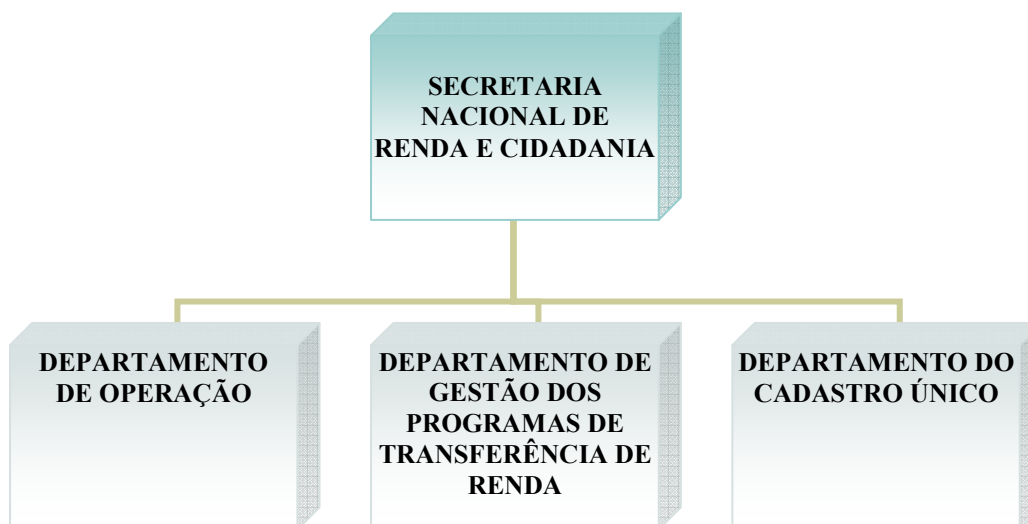 SECRETARIA
NACIONAL DE
RENDA E CIDADANIA
DEPARTAMENTO
DE OPERAÇÃO
DEPARTAMENTO DE
GESTÃO DOS
PROGRAMAS DE
TRANSFERÊNCIA DE
RENDA
DEPARTAMENTO DO
CADASTRO ÚNICO